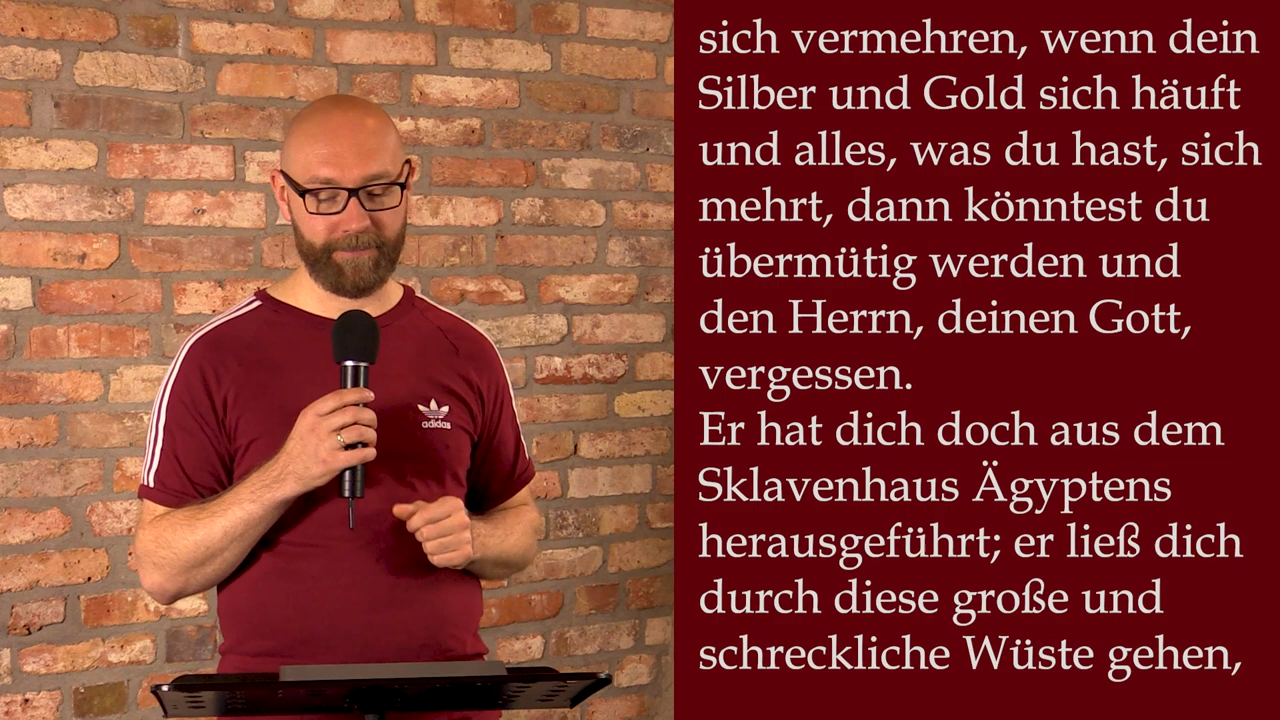 sich vermehren, wenn dein
Silber und Gold sich häuft
und alles, was du hast, sich
mehrt, dann könntest du
übermütig werden und
den Herrn, deinen Gott,
vergessen.
Er hat dich doch aus dem
Sklavenhaus Ägyptens
herausgeführt; er ließ dich
durch diese große und
schreckliche Wüste gehen,
adidas